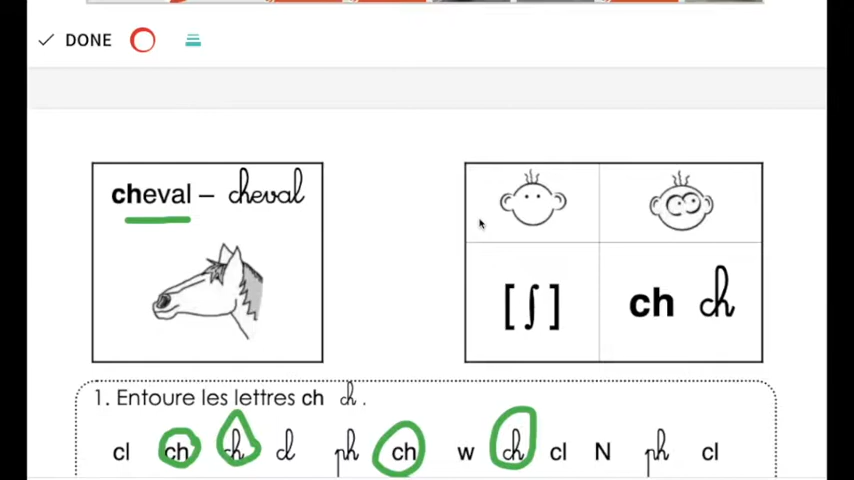 DONE
cheval – cheval
[ʃ] ch ch
1. Entoure les lettres ch ch.
cl ch ch cl ph ch w ch cl N ph cl